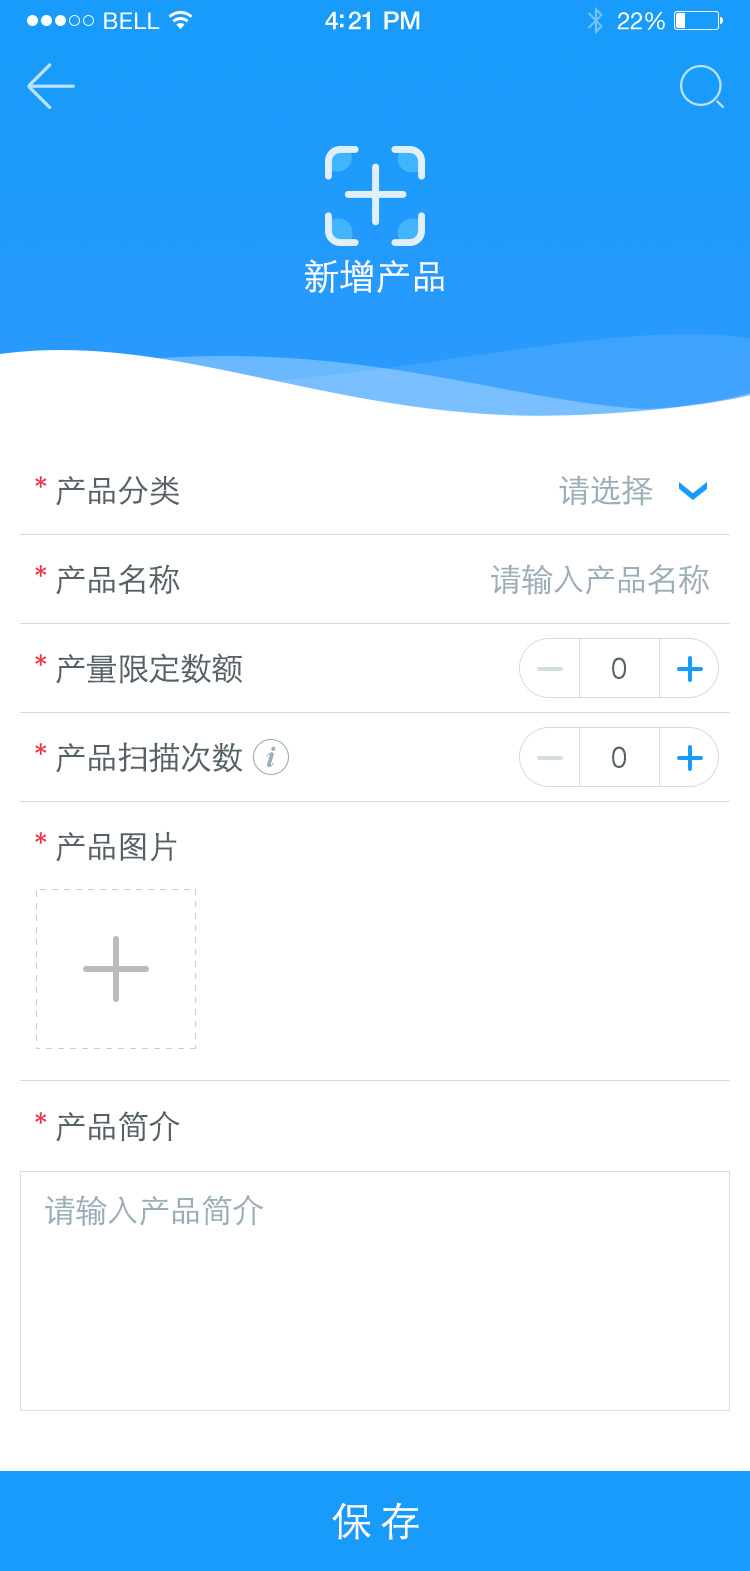 BELL 4:21 PM 22%
新增产品
* 产品分类 请选择
* 产品名称 请输入产品名称
* 产量限定数额 0
* 产品扫描次数 i 0
* 产品图片
* 产品简介
请输入产品简介
保存